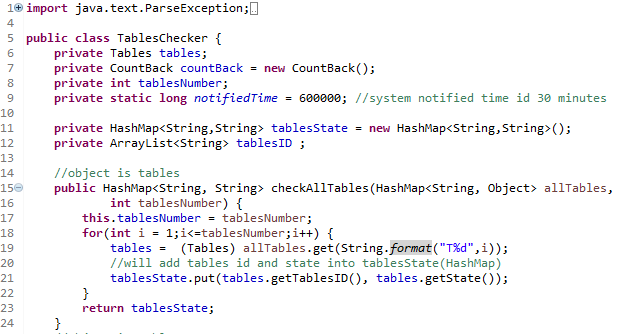 1 import java.text.ParseException;
4
5 public class TablesChecker {
6 private Tables tables;
7 private CountBack countBack = new CountBack();
8 private int tablesNumber;
9 private static long notifiedTime = 600000; //system notified time id 30 minutes
10
11 private HashMap<String,String> tablesState = new HashMap<String,String>();
12 private ArrayList<String> tablesID ;
13
14 //object is tables
15 public HashMap<String, String> checkAllTables(HashMap<String, Object> allTables,
16 int tablesNumber) {
17 this.tablesNumber = tablesNumber;
18 for(int i = 1;i<=tablesNumber;i++) {
19 tables = (Tables) allTables.get(String.format("T%d",i));
20 //will add tables id and state into tablesState(HashMap)
21 tablesState.put(tables.getTablesID(), tables.getState());
22 }
23 return tablesState;
24 }